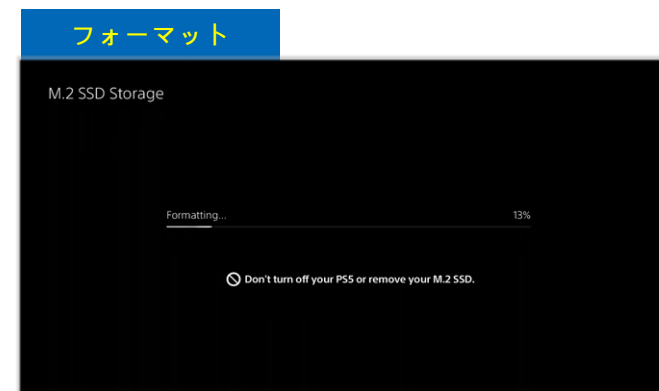 フォーマット
M.2 SSD Storage
Formatting... 13%
Don't turn off your PS5 or remove your M.2 SSD.